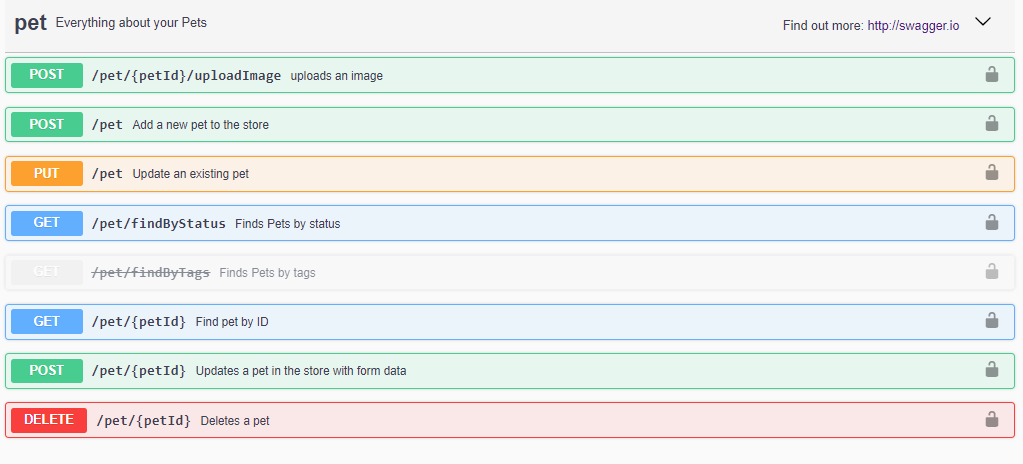 pet Everything about your Pets Find out more: http://swagger.io
POST /pet/{petId}/uploadImage uploads an image
POST /pet Add a new pet to the store
PUT /pet Update an existing pet
GET /pet/findByStatus Finds Pets by status
GET /pet/findByTags Finds Pets by tags
GET /pet/{petId} Find pet by ID
POST /pet/{petId} Updates a pet in the store with form data
DELETE /pet/{petId} Deletes a pet